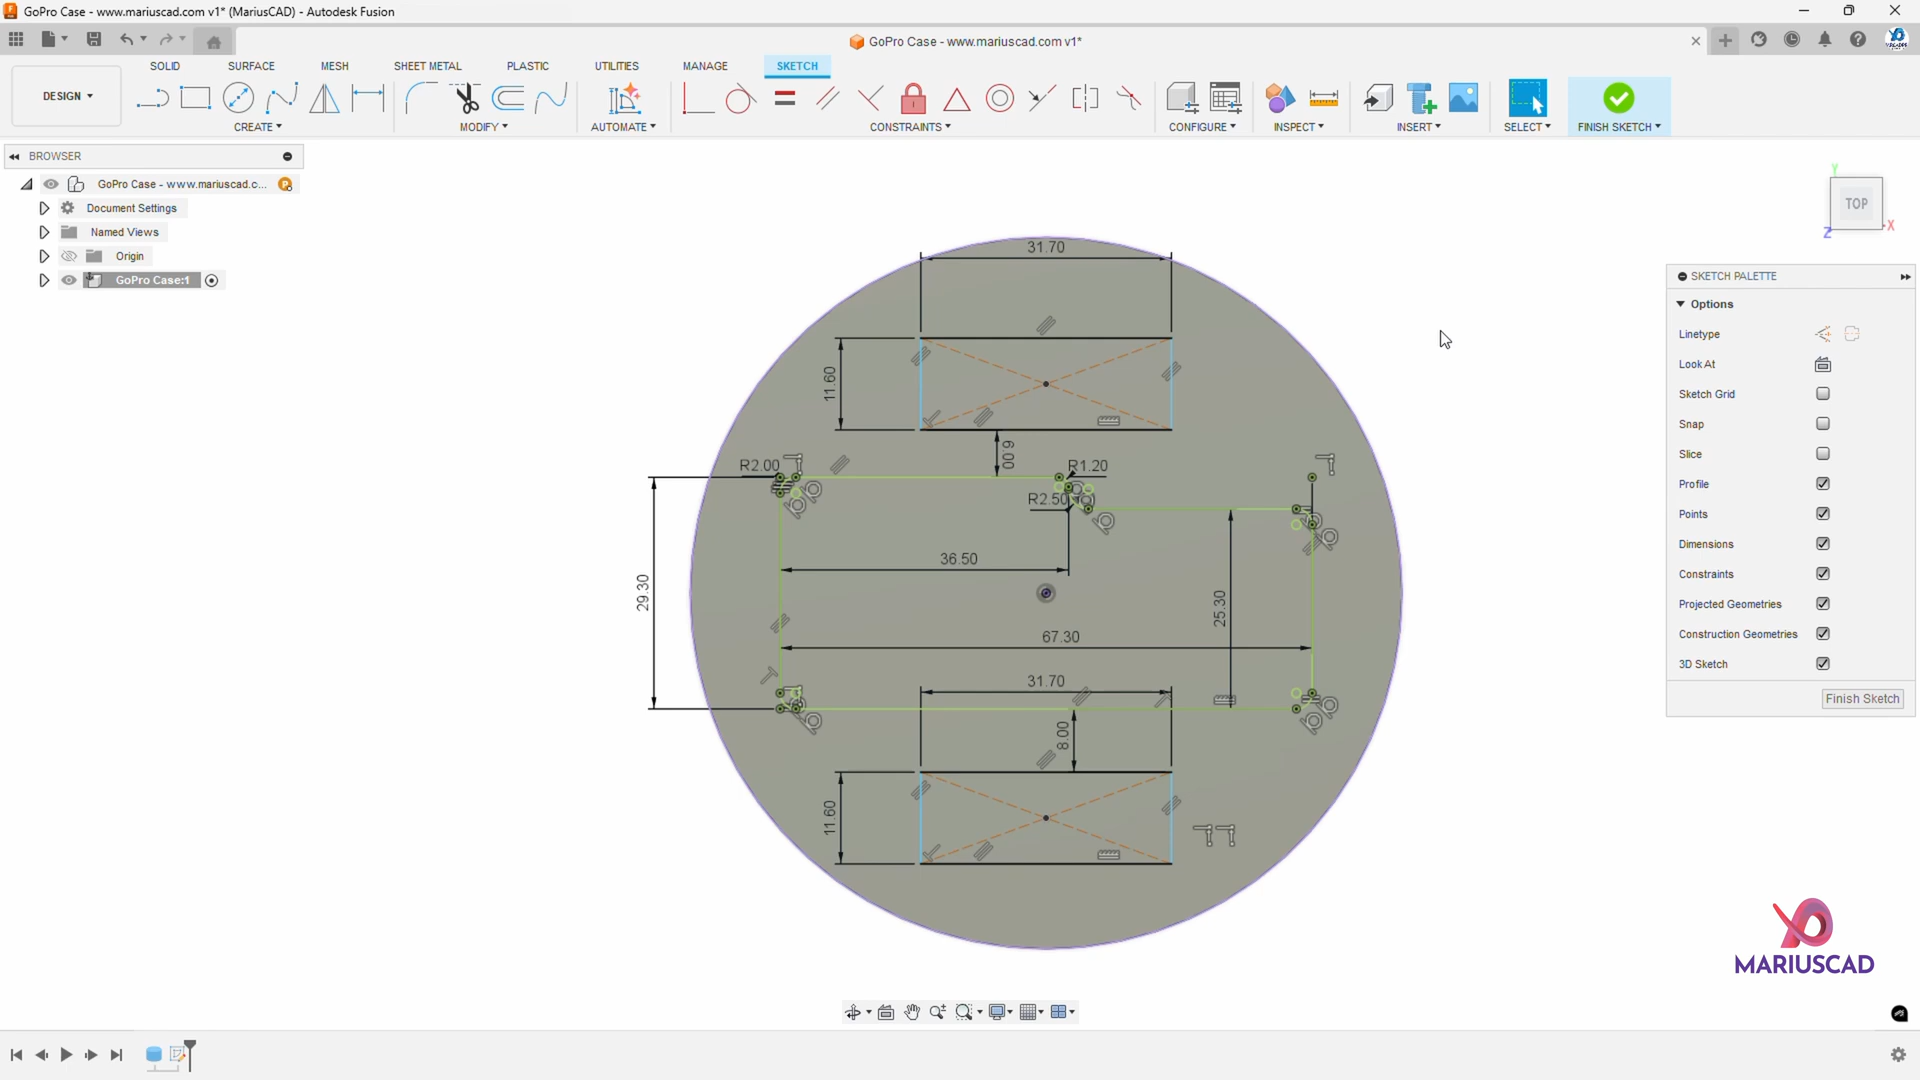 GoPro Case - www.mariuscad.com v1* (MariusCAD) - Autodesk Fusion
GoPro Case - www.mariuscad.com v1*
DESIGN
SOLID
SURFACE
MESH
SHEET METAL
PLASTIC
UTILITIES
MANAGE
SKETCH
CREATE
MODIFY
AUTOMATE
CONSTRAINTS
CONFIGURE
INSPECT
INSERT
SELECT
FINISH SKETCH
BROWSER
GoPro Case - www.mariuscad.c...
Document Settings
Named Views
Origin
GoPro Case:1
Y
TOP
X
Z
31.70
11.60
6.00
R2.00
R1.20
R2.50
36.50
29.30
25.30
67.30
31.70
8.00
11.60
SKETCH PALETTE
Options
Linetype
Look At
Sketch Grid
Snap
Slice
Profile
Points
Dimensions
Constraints
Projected Geometries
Construction Geometries
3D Sketch
Finish Sketch
MARIUSCAD